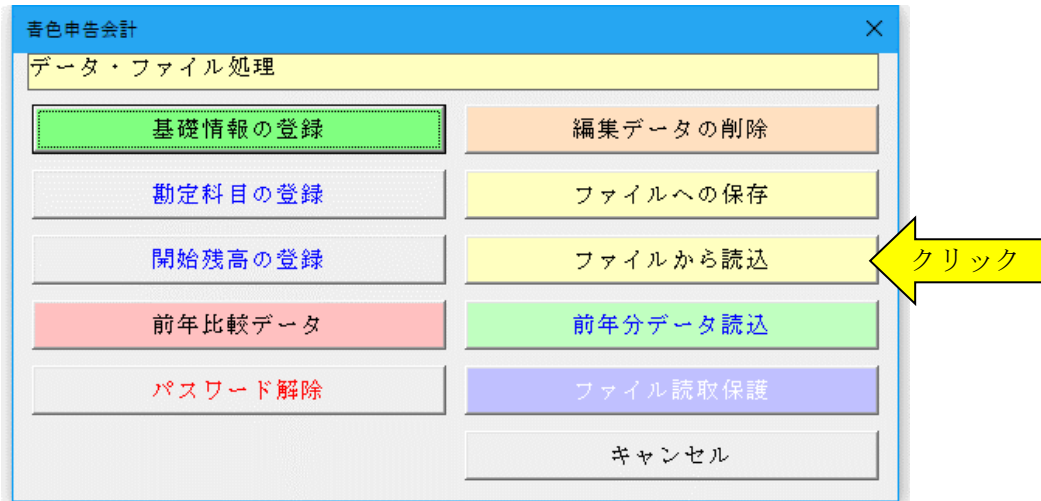 青色申告会計
データ・ファイル処理
基礎情報の登録
編集データの削除
勘定科目の登録
ファイルへの保存
開始残高の登録
ファイルから読込
クリック
前年比較データ
前年分データ読込
パスワード解除
ファイル読取保護
キャンセル